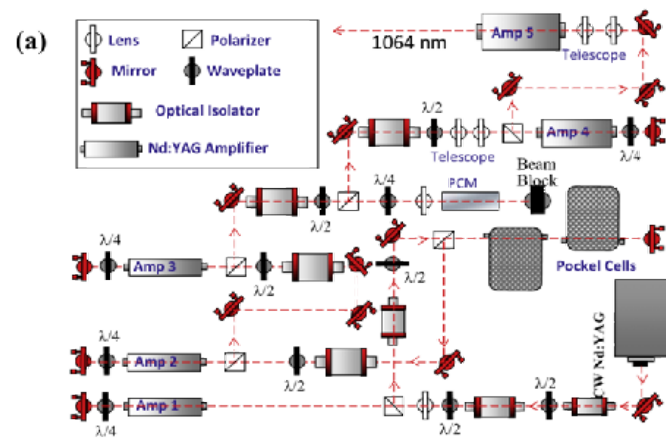 (a)
Lens
Polarizer
Mirror
Waveplate
Optical Isolator
Nd:YAG Amplifier
1064 nm
Amp 5
Telescope
λ/2
Telescope
Amp 4
λ/4
λ/2
λ/4
PCM
Beam
Block
λ/4
Amp 3
λ/2
λ/2
Pockel Cells
λ/4
Amp 2
λ/2
CW Nd:YAG
Amp 1
λ/4
λ/2
λ/2